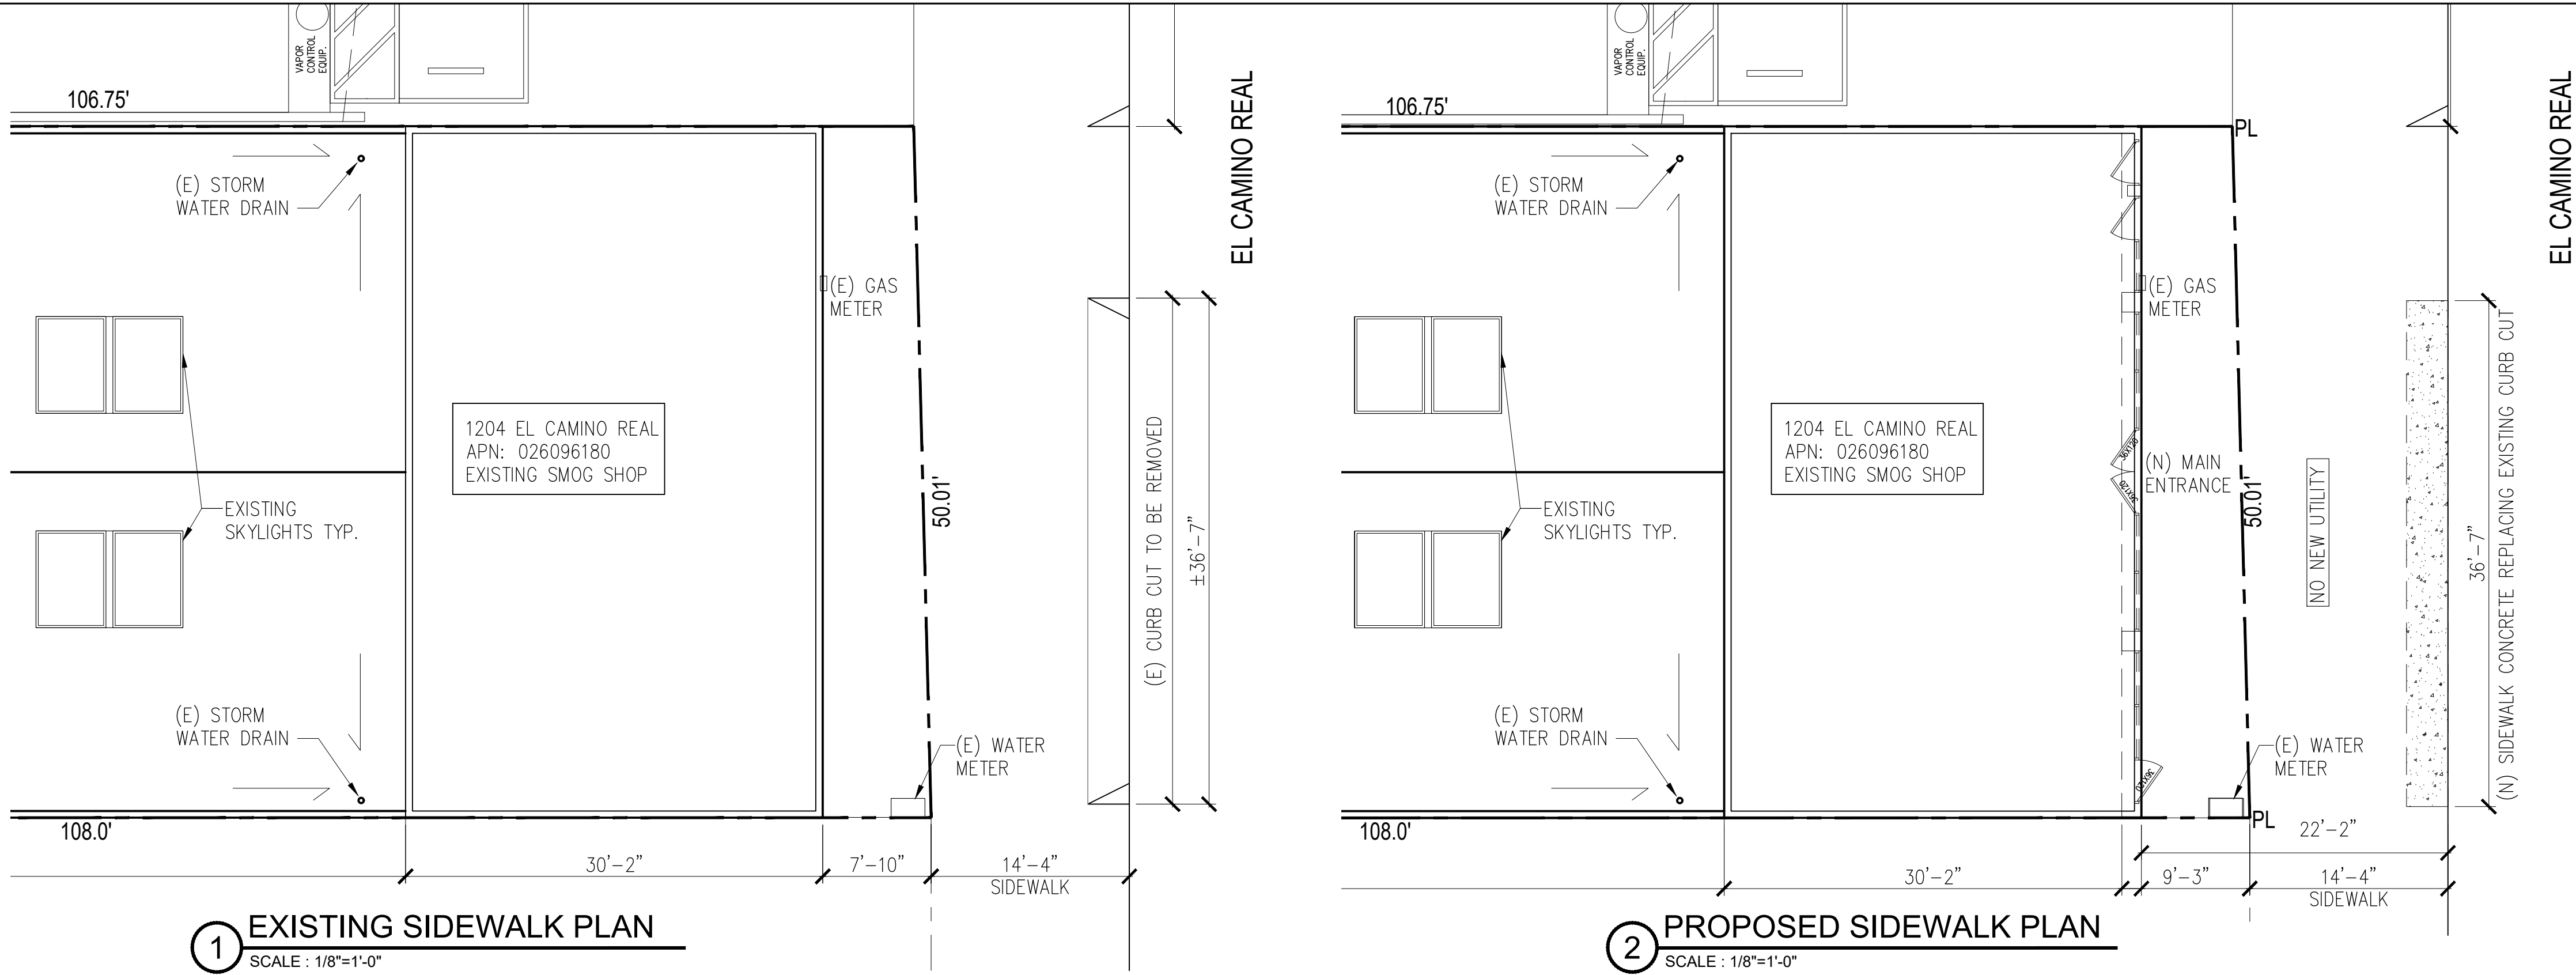 VAPOR
CONTROL
EQUIP.
106.75'
(E) STORM
WATER DRAIN
(E) GAS
METER
EL CAMINO REAL
1204 EL CAMINO REAL
APN: 026096180
EXISTING SMOG SHOP
EXISTING
SKYLIGHTS TYP.
50.01'
(E) CURB CUT TO BE REMOVED
±36'-7"
(E) STORM
WATER DRAIN
(E) WATER
METER
108.0'
30'-2"
7'-10"
14'-4"
SIDEWALK
1
EXISTING SIDEWALK PLAN
SCALE : 1/8"=1'-0"
VAPOR
CONTROL
EQUIP.
106.75'
PL
(E) STORM
WATER DRAIN
(E) GAS
METER
EL CAMINO REAL
1204 EL CAMINO REAL
APN: 026096180
EXISTING SMOG SHOP
36X120
36X120
(N) MAIN
ENTRANCE
50.01'
NO NEW UTILITY
36'-7"
(N) SIDEWALK CONCRETE REPLACING EXISTING CURB CUT
EXISTING
SKYLIGHTS TYP.
(E) STORM
WATER DRAIN
36X120
(E) WATER
METER
PL
108.0'
22'-2"
30'-2"
9'-3"
14'-4"
SIDEWALK
2
PROPOSED SIDEWALK PLAN
SCALE : 1/8"=1'-0"